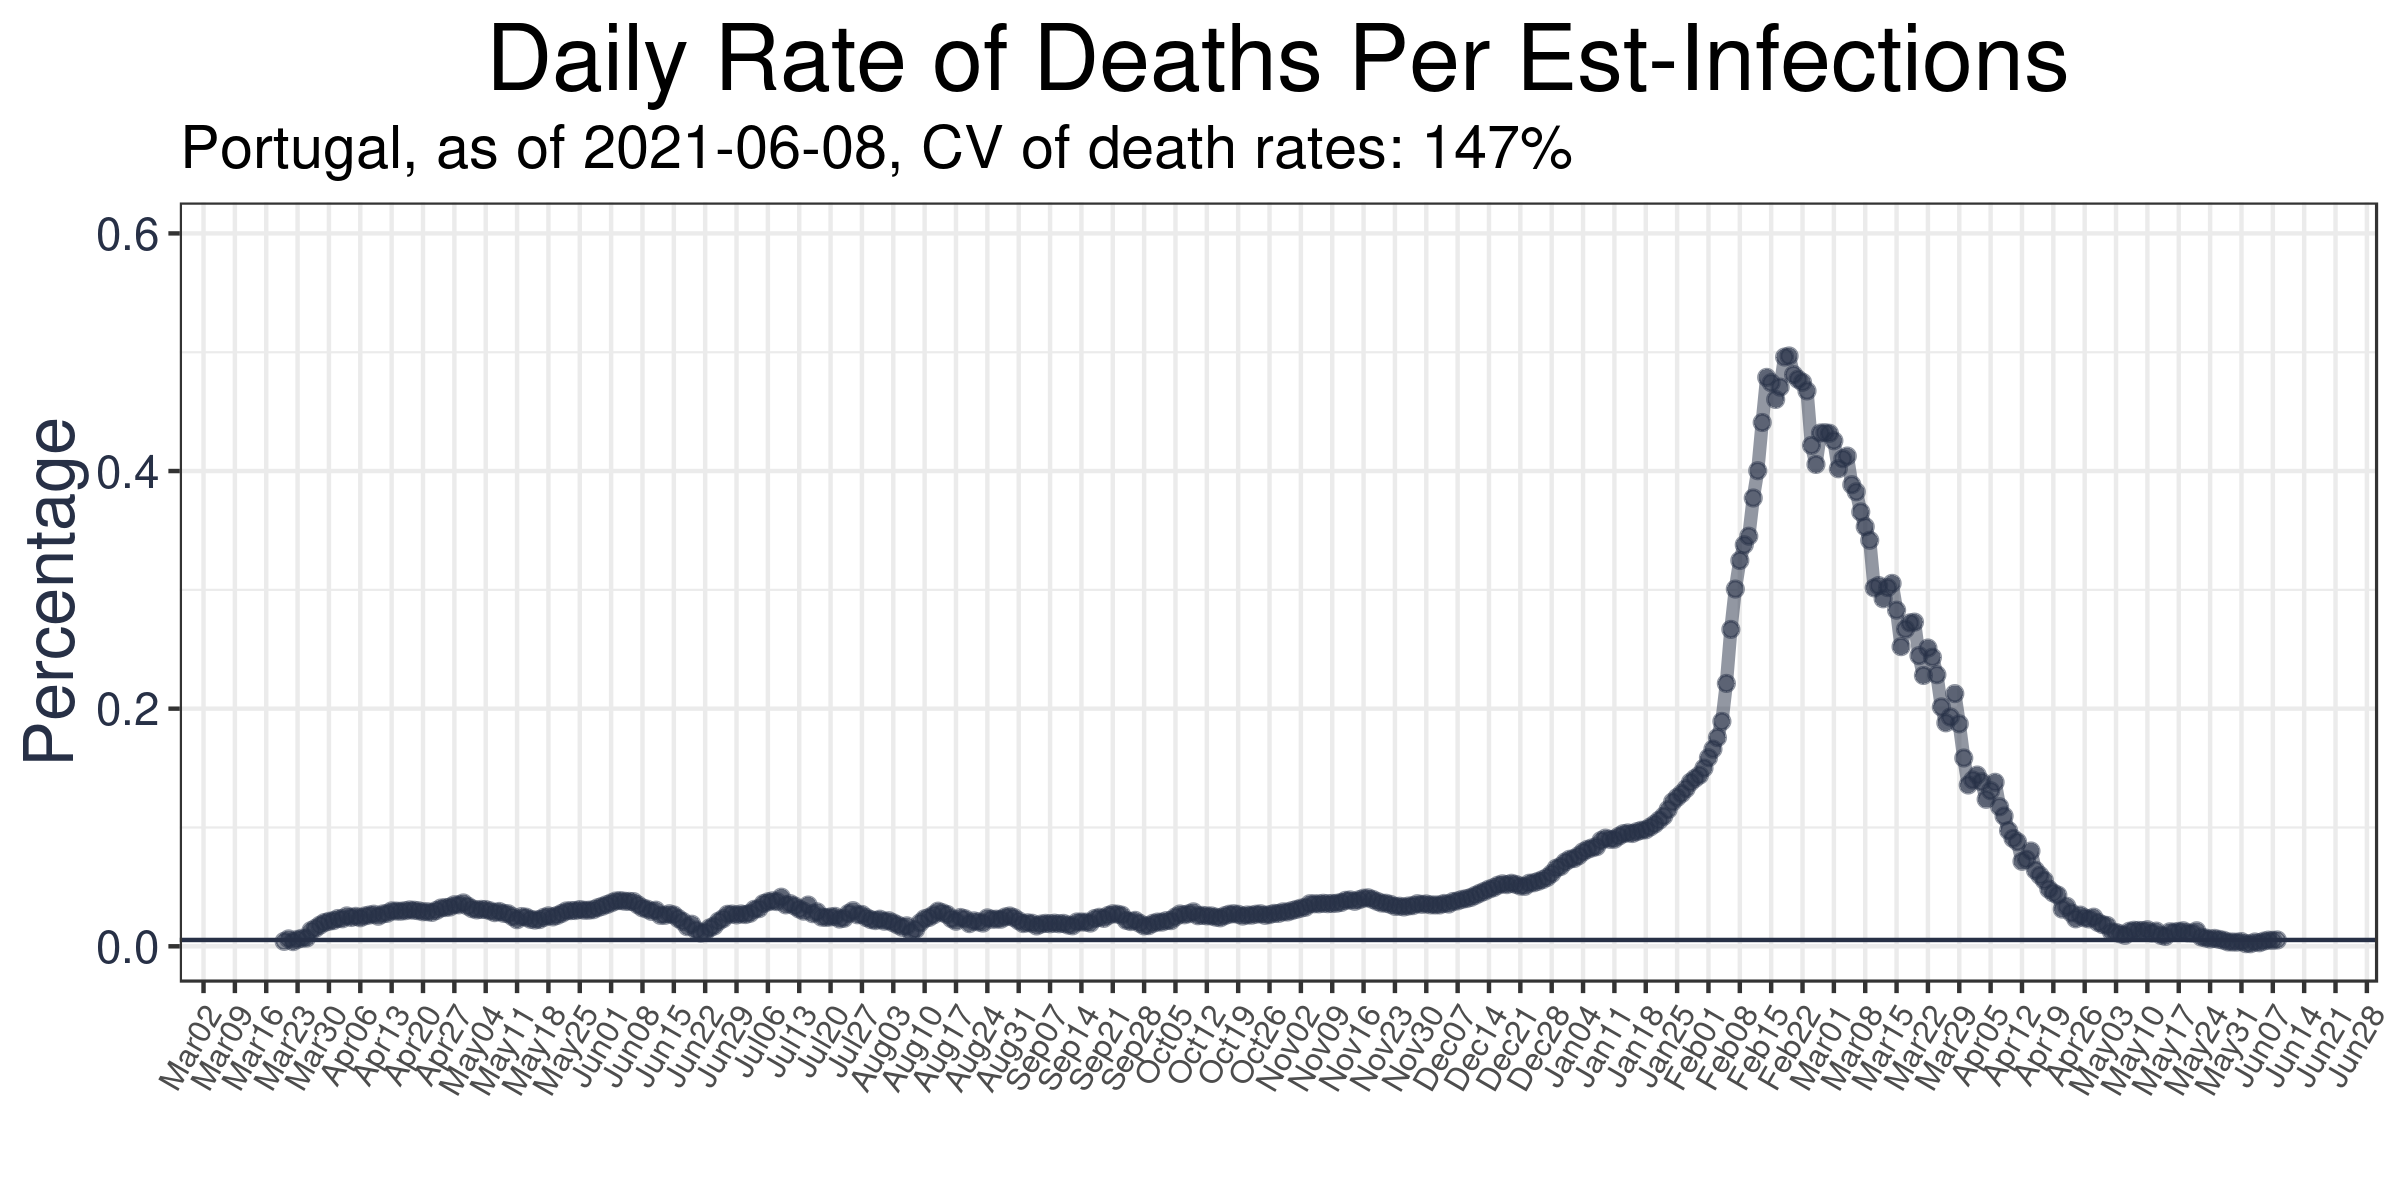 Daily Rate of Deaths Per Est-Infections
Portugal, as of 2021-06-08, CV of death rates: 147%
Percentage
0.6
0.4
0.2
0.0
Mar02
Mar09
Mar16
Mar23
Mar30
Apr06
Apr13
Apr20
Apr27
May04
May11
May18
May25
Jun01
Jun08
Jun15
Jun22
Jun29
Jul06
Jul13
Jul20
Jul27
Aug03
Aug10
Aug17
Aug24
Aug31
Sep07
Sep14
Sep21
Sep28
Oct05
Oct12
Oct19
Oct26
Nov02
Nov09
Nov16
Nov23
Nov30
Dec07
Dec14
Dec21
Dec28
Jan04
Jan11
Jan18
Jan25
Feb01
Feb08
Feb15
Feb22
Mar01
Mar08
Mar15
Mar22
Mar29
Apr05
Apr12
Apr19
Apr26
May03
May10
May17
May24
May31
Jun07
Jun14
Jun21
Jun28